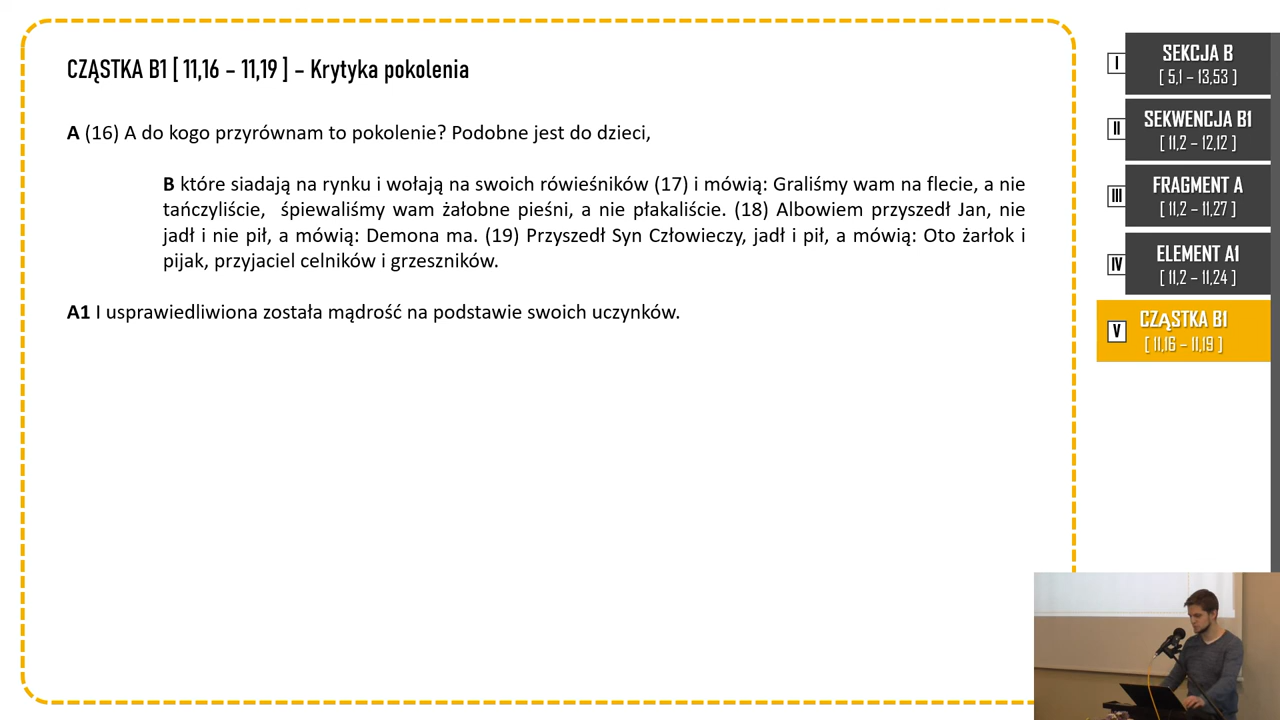 CZĄSTKA B1 [ 11,16 – 11,19 ] – Krytyka pokolenia
A (16) A do kogo przyrównam to pokolenie? Podobne jest do dzieci,
B które siadają na rynku i wołają na swoich rówieśników (17) i mówią: Graliśmy wam na flecie, a nie
tańczyliście, śpiewaliśmy wam żałobne pieśni, a nie płakaliście. (18) Albowiem przyszedł Jan, nie
jadł i nie pił, a mówią: Demona ma. (19) Przyszedł Syn Człowieczy, jadł i pił, a mówią: Oto żarłok i
pijak, przyjaciel celników i grzeszników.
A1 I usprawiedliwiona została mądrość na podstawie swoich uczynków.
I
SEKCJA B
[ 5,1 – 13,53 ]
II
SEKWENCJA B1
[ 11,2 – 12,12 ]
III
FRAGMENT A
[ 11,2 – 11,27 ]
IV
ELEMENT A1
[ 11,2 – 11,24 ]
V
CZĄSTKA B1
[ 11,16 – 11,19 ]